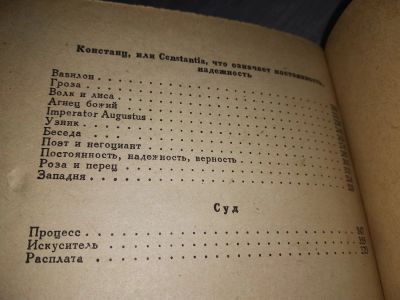 Констанц, или Constantia, что означает постоянность,
надежность
Вавилон
Гроза
Волк и лиса
Агнец божий
Imperator Augustus
Узник
Беседа
Поэт и негоциант
Постоянность, надежность, верность
Роза и перец
Западня
Суд
Процесс
Искуситель
Расплата